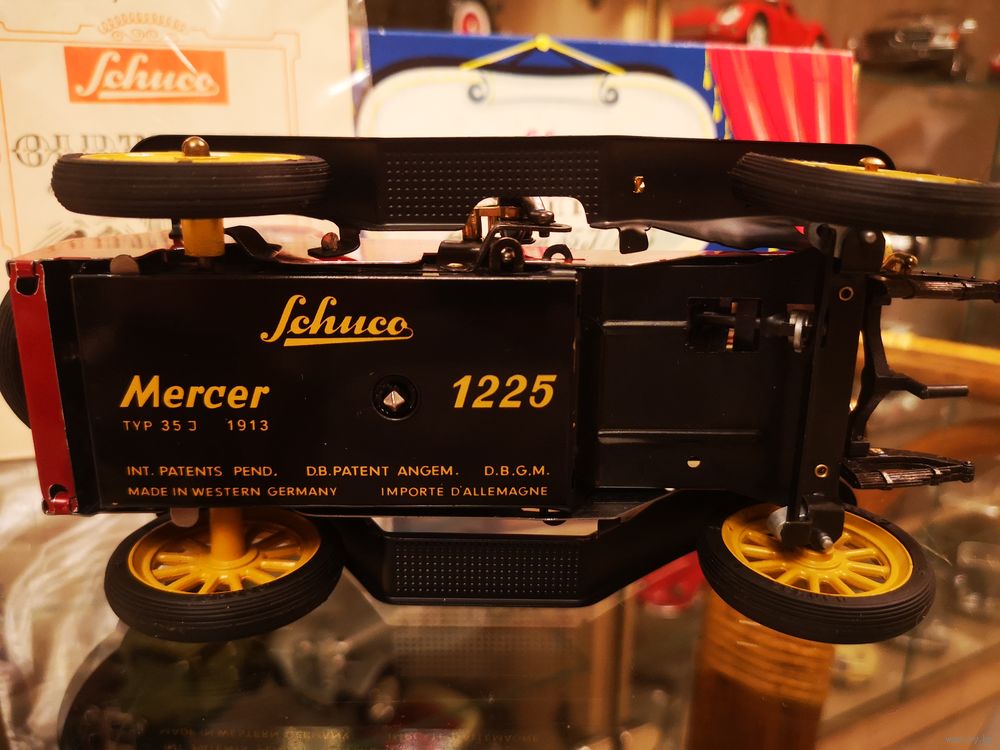 Schuco
Schuco
Mercer 1225
TYP 35 J 1913
INT. PATENTS PEND. D.B. PATENT ANGEM. D.B.G.M.
MADE IN WESTERN GERMANY IMPORTE D'ALLEMAGNE